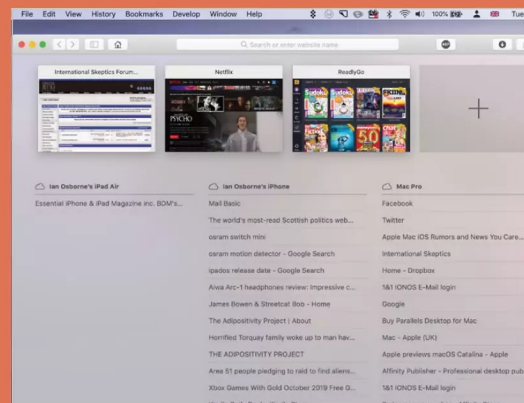 File Edit View History Bookmarks Develop Window Help 100% Tue
Search or enter website name
International Skeptics Forum...
Netflix
ReadlyGo
Sudoku
Sudoku
PSYCHO
50
Ian Osborne's iPad Air
Essential iPhone & iPad Magazine inc. BDM's...
Ian Osborne's iPhone
Mail Basic
The world's most-read Scottish politics web...
osram switch mini
osram motion detector - Google Search
ipados release date - Google Search
Aiwa Arc-1 headphones review: Impressive c...
James Bowen & Streetcat Bob - Home
The Adipositivity Project | About
Horrified Torquay family woke up to man hav...
THE ADIPOSITIVITY PROJECT
Area 51 people pledging to raid to find aliens...
Xbox Games With Gold October 2019 Free G...
Mac Pro
Facebook
Twitter
Apple Mac iOS Rumors and News You Care...
International Skeptics
Home - Dropbox
1&1 IONOS E-Mail login
Google
Buy Parallels Desktop for Mac
Mac - Apple (UK)
Apple previews macOS Catalina - Apple
Affinity Publisher - Professional desktop pub
1&1 IONOS E-Mail login